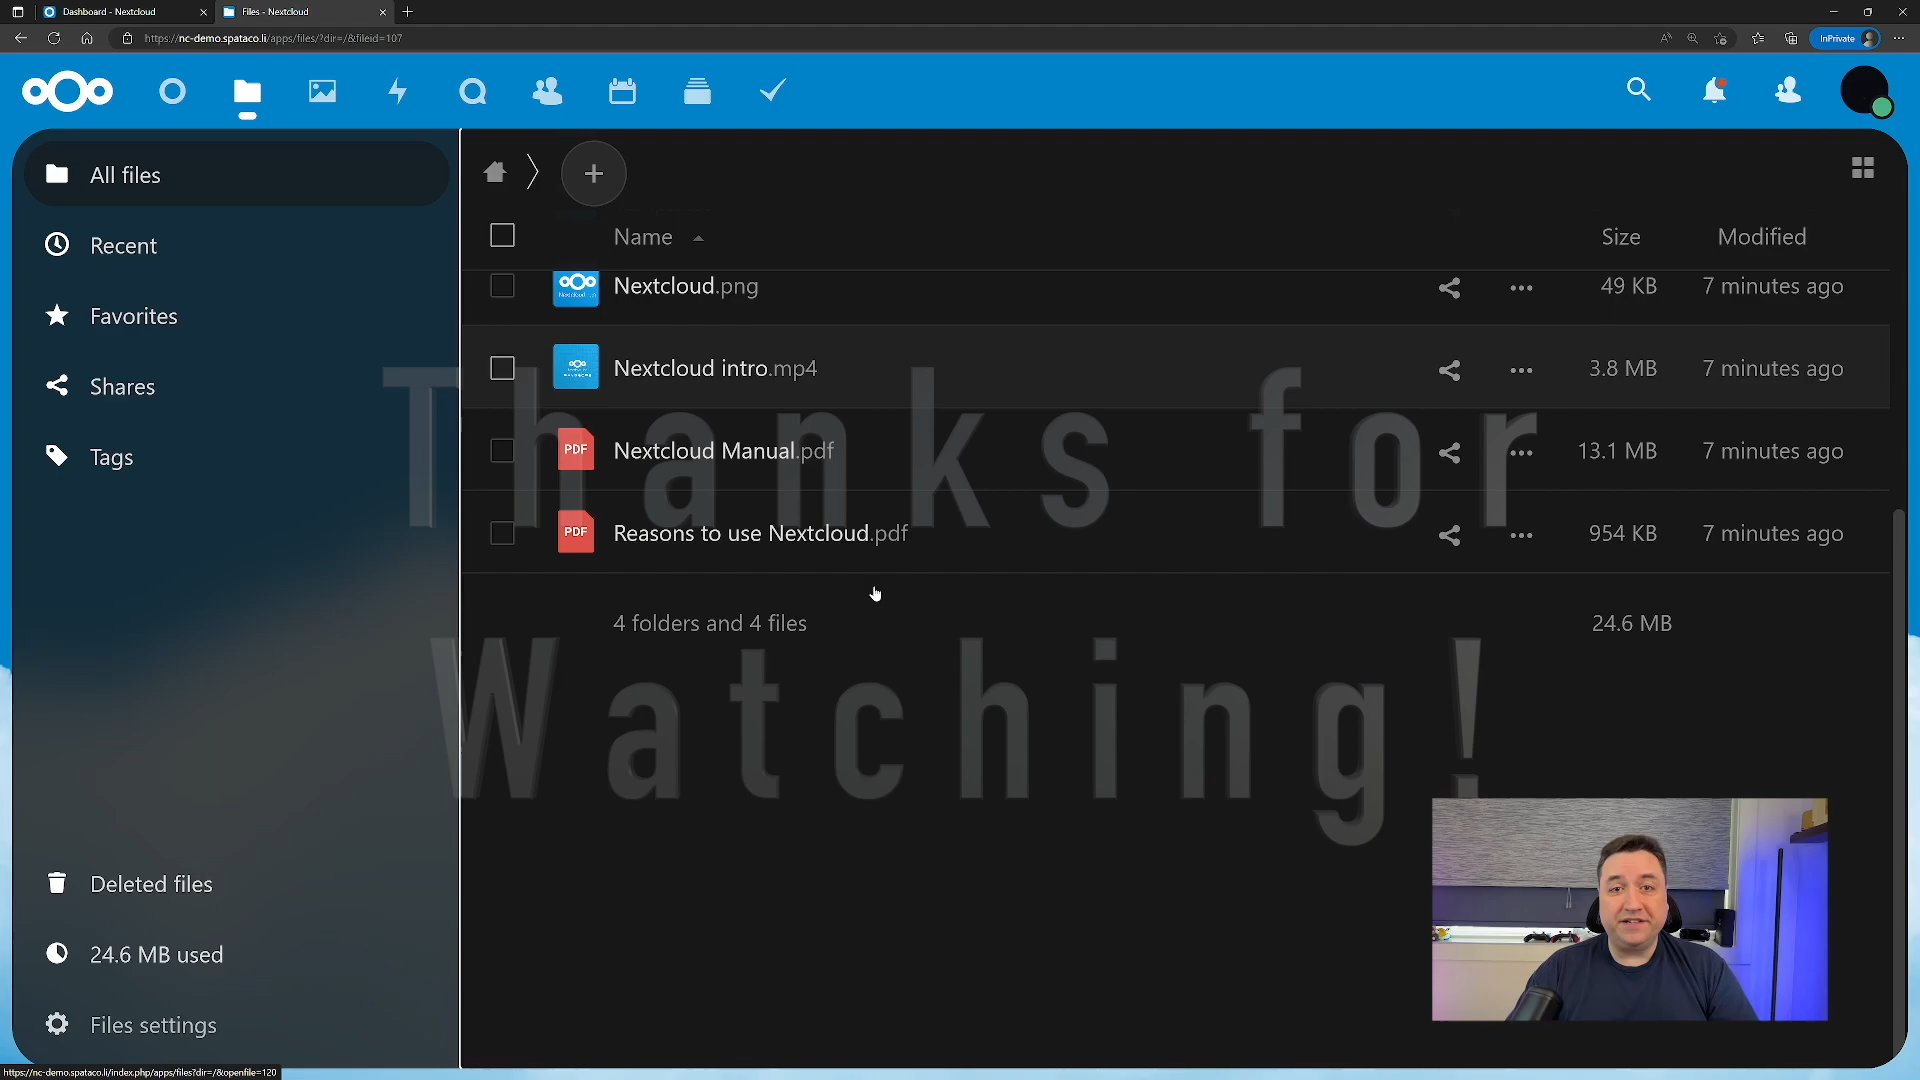 Dashboard - Nextcloud
Files - Nextcloud
https://nc-demo.spataco.li/apps/files/?dir=/&fileid=107
InPrivate
All files
Recent
Favorites
Shares
Tags
Deleted files
24.6 MB used
Files settings
Name
Size
Modified
Nextcloud.png
49 KB
7 minutes ago
Nextcloud intro.mp4
3.8 MB
7 minutes ago
PDF
Nextcloud Manual.pdf
13.1 MB
7 minutes ago
PDF
Reasons to use Nextcloud.pdf
954 KB
7 minutes ago
4 folders and 4 files
24.6 MB
Thanks for
Watching!
https://nc-demo.spataco.li/index.php/apps/files?dir=/&openfile=120